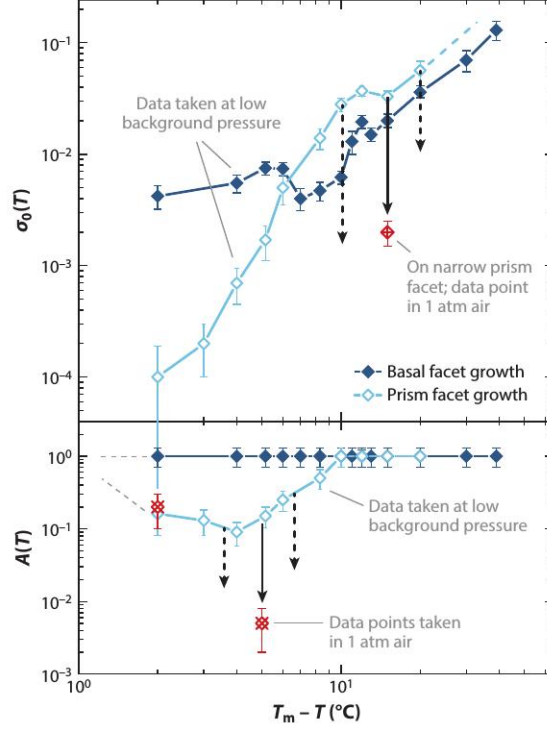 10⁻¹
10⁻²
10⁻³
10⁻⁴
σ₀(T)
Data taken at low
background pressure
On narrow prism
facet; data point
in 1 atm air
Basal facet growth
Prism facet growth
10⁰
10⁻¹
10⁻²
10⁻³
A(T)
Data taken at low
background pressure
Data points taken
in 1 atm air
10⁰
10¹
Tₘ – T (°C)